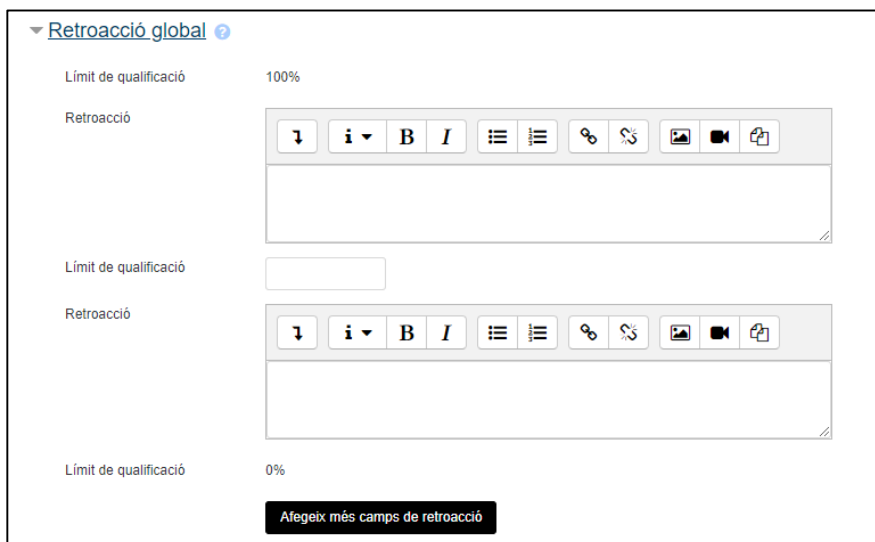 Retroacció global
Límit de qualificació 100%
Retroacció
Límit de qualificació
Retroacció
Límit de qualificació 0%
Afegeix més camps de retroacció